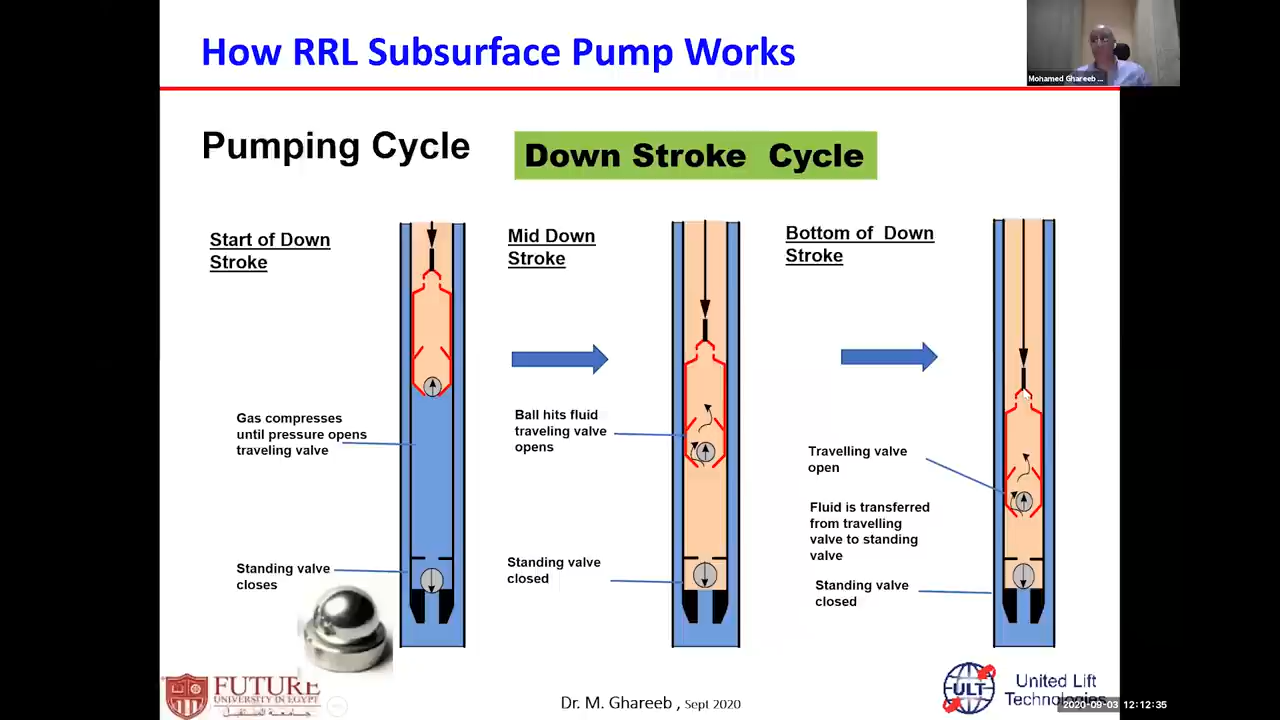 How RRL Subsurface Pump Works
Mohamed Ghareeb ...
Pumping Cycle
Down Stroke Cycle
Start of Down
Stroke
Mid Down
Stroke
Bottom of Down
Stroke
Gas compresses
until pressure opens
traveling valve
Ball hits fluid
traveling valve
opens
Travelling valve
open
Fluid is transferred
from travelling
valve to standing
valve
Standing valve
closes
Standing valve
closed
Standing valve
closed
FUTURE
UNIVERSITY IN EGYPT
جامعة المستقبل
Dr. M. Ghareeb , Sept 2020
ULT
United Lift
Technologies
2020-09-03 12:12:35